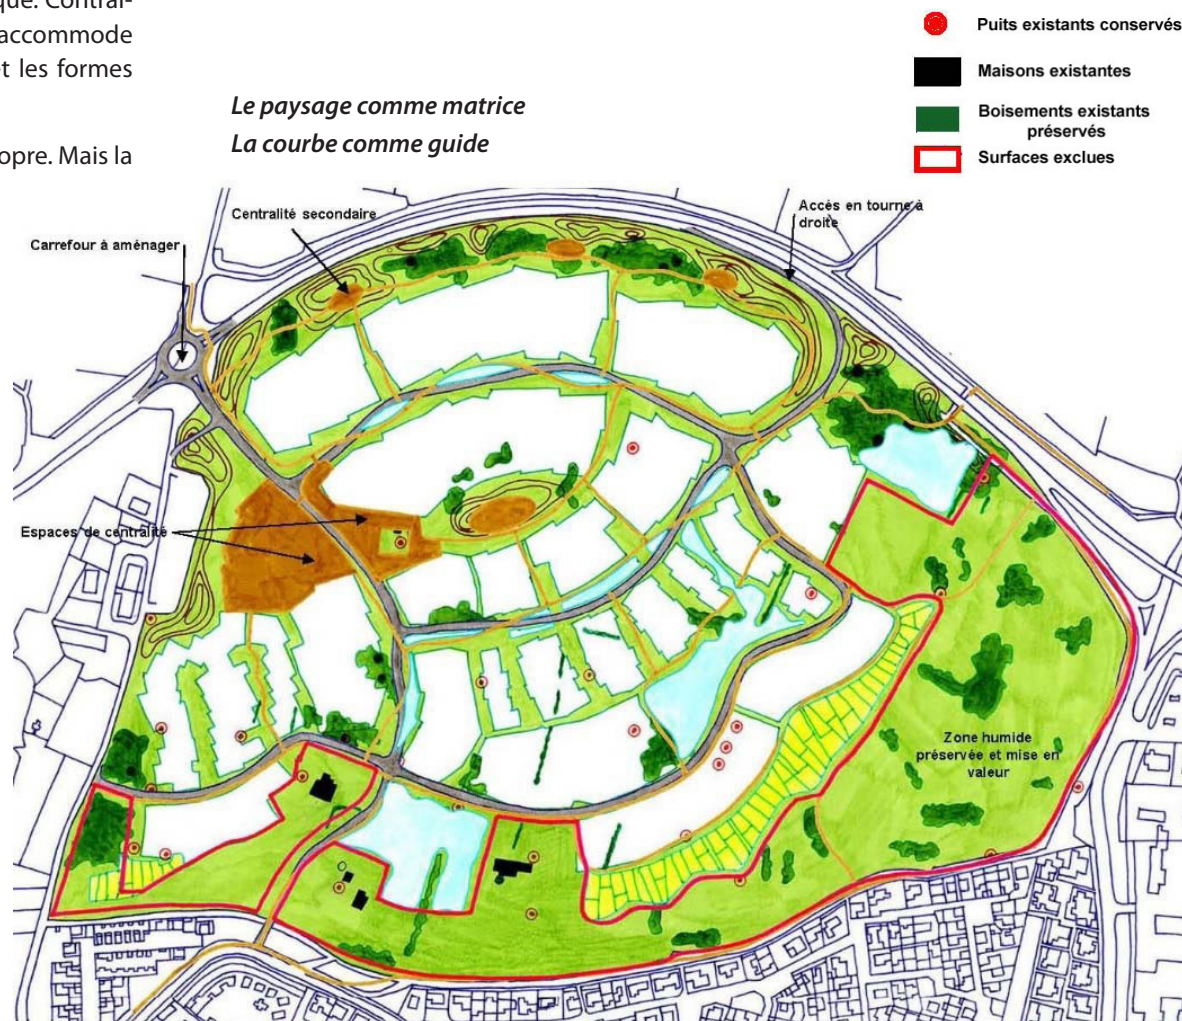 que. Contrai-
accommode
et les formes
opre. Mais la
Le paysage comme matrice
La courbe comme guide
Puits existants conservés
Maisons existantes
Boisements existants
préservés
Surfaces exclues
Centralité secondaire
Accès en tourne à
droite
Carrefour à aménager
Espaces de centralité
Zone humide
préservée et mise en
valeur